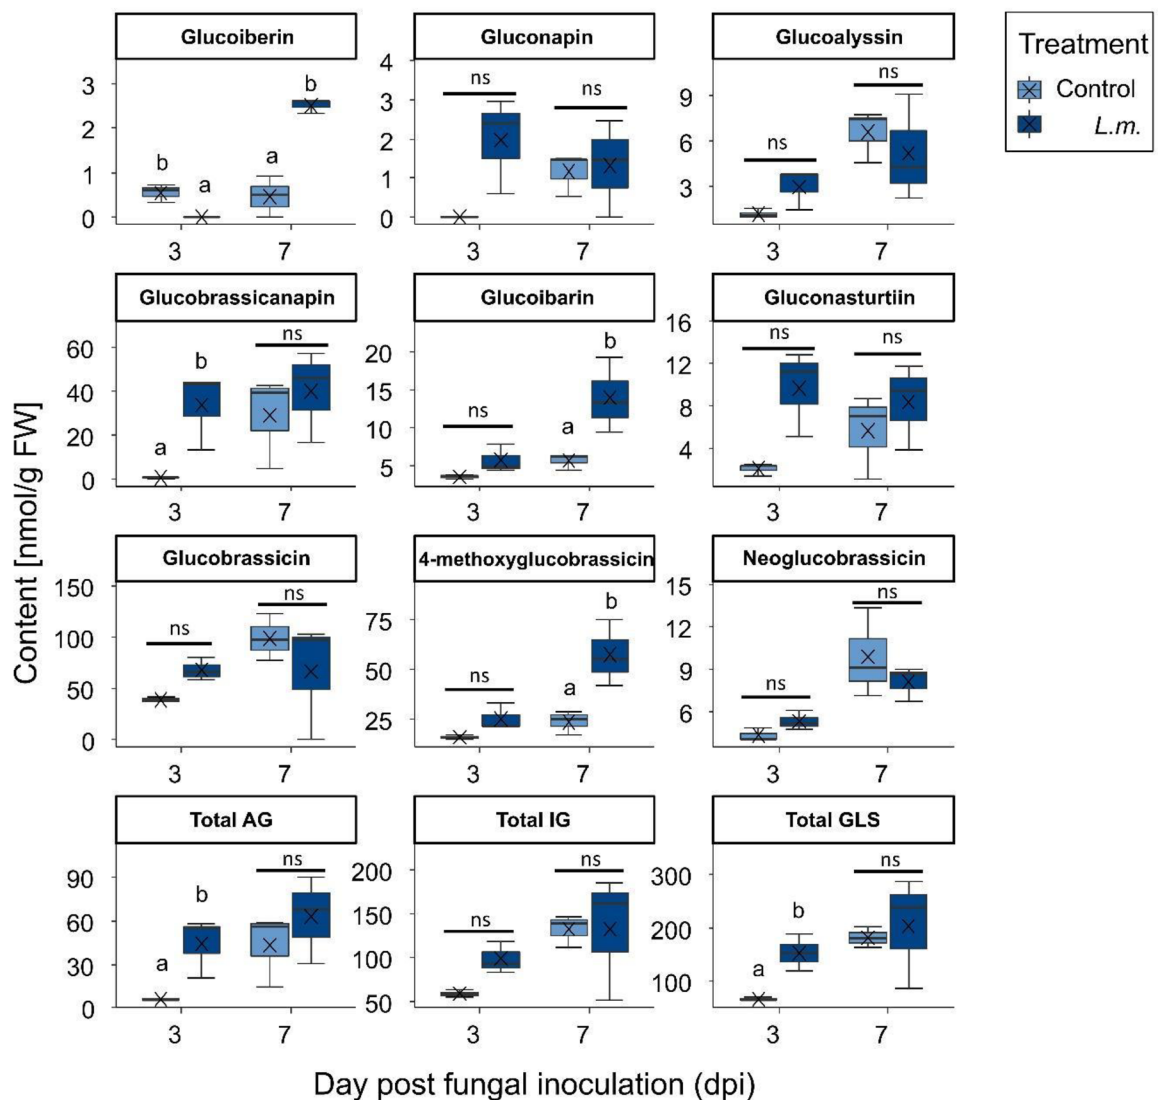 Glucoiberin
Gluconapin
Glucoalyssin
Treatment
Control
L.m.
3
2
1
0
b
a
a
b
3
7
4
3
2
1
0
ns
ns
3
7
9
6
3
ns
ns
3
7
Glucobrassicanapin
Glucoibarin
Gluconasturtiin
60
40
20
0
a
b
ns
3
7
20
15
10
5
ns
a
b
3
7
16
12
8
4
ns
ns
3
7
Content [nmol/g FW]
Glucobrassicin
4-methoxyglucobrassicin
Neoglucobrassicin
150
100
50
0
ns
ns
3
7
75
50
25
ns
a
b
3
7
15
12
9
6
ns
ns
3
7
Total AG
Total IG
Total GLS
90
60
30
0
a
b
ns
3
7
200
150
100
50
ns
ns
3
7
300
200
100
a
b
ns
3
7
Day post fungal inoculation (dpi)